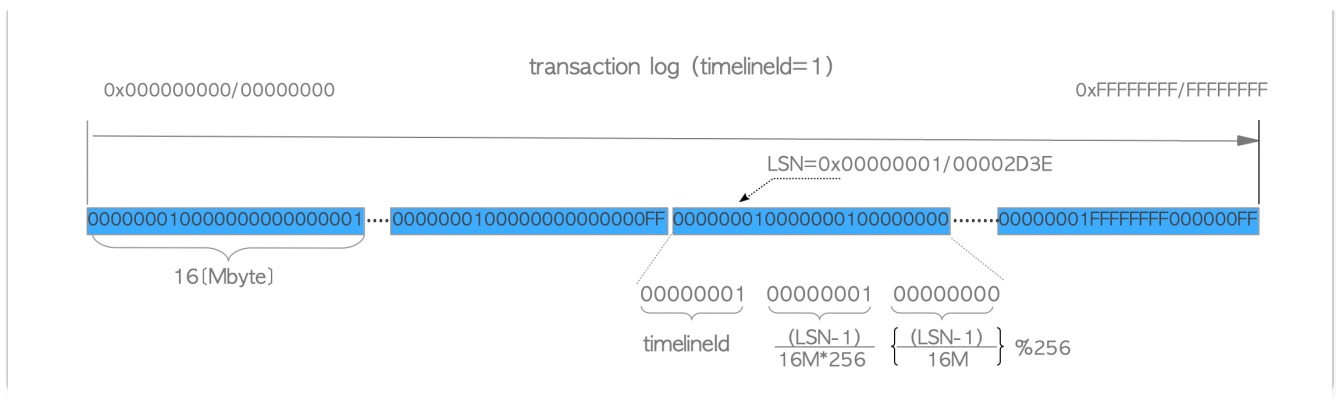 transaction log (timelineId=1)
0x000000000/00000000
0xFFFFFFFF/FFFFFFFF
LSN=0x00000001/00002D3E
000000010000000000000001 0000000100000000000000FF 000000010000000100000000 00000001FFFFFFFF000000FF
16(Mbyte)
00000001 00000001 00000000
timelineId
(LSN-1)
16M*256
{(LSN-1)
16M} %256